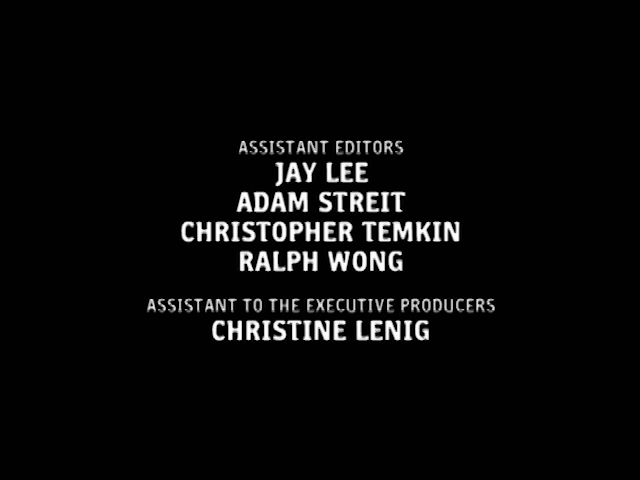 ASSISTANT EDITORS
JAY LEE
ADAM STREIT
CHRISTOPHER TEMKIN
RALPH WONG
ASSISTANT TO THE EXECUTIVE PRODUCERS
CHRISTINE LENIG